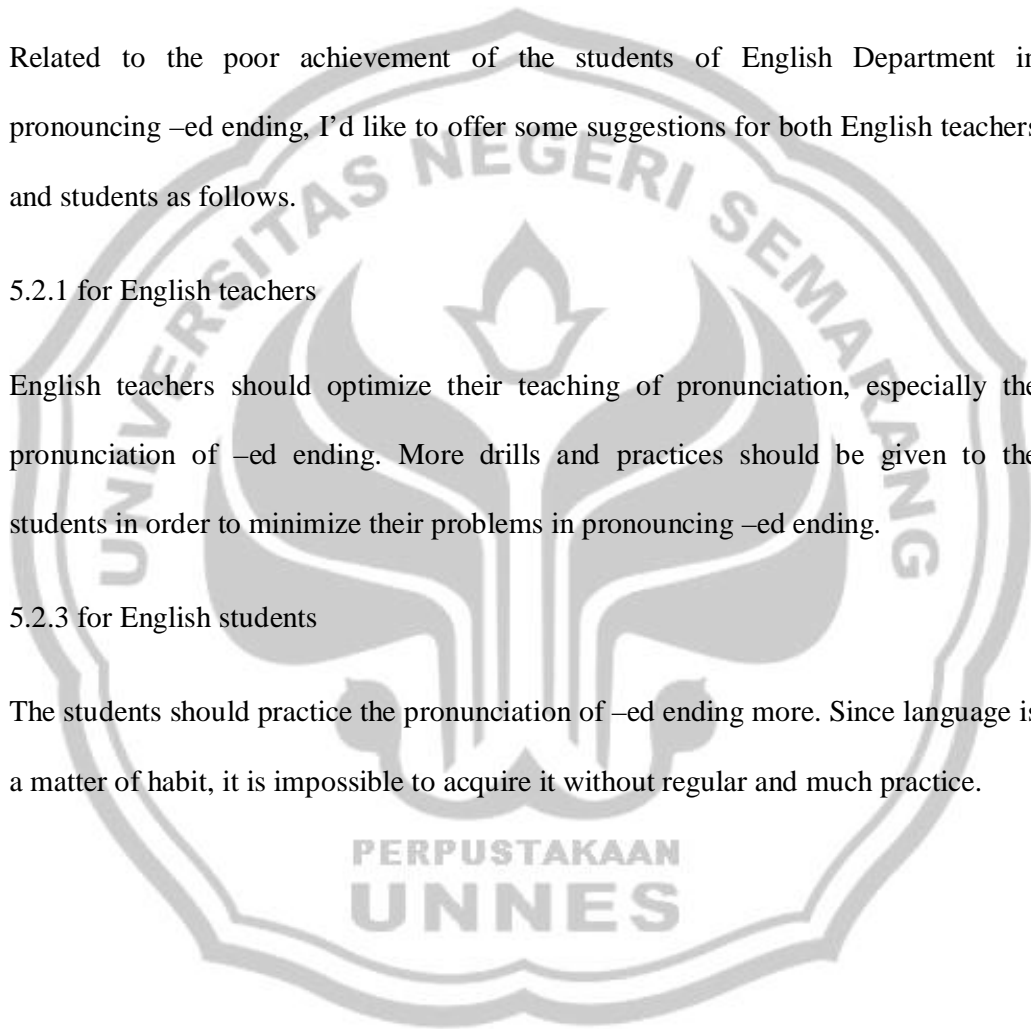 Related to the poor achievement of the students of English Department in
pronouncing –ed ending, I’d like to offer some suggestions for both English teachers
and students as follows.
5.2.1 for English teachers
English teachers should optimize their teaching of pronunciation, especially the
pronunciation of –ed ending. More drills and practices should be given to the
students in order to minimize their problems in pronouncing –ed ending.
5.2.3 for English students
The students should practice the pronunciation of –ed ending more. Since language is
a matter of habit, it is impossible to acquire it without regular and much practice.
UNIVERSITAS NEGERI SEMARANG
PERPUSTAKAAN
UNNES